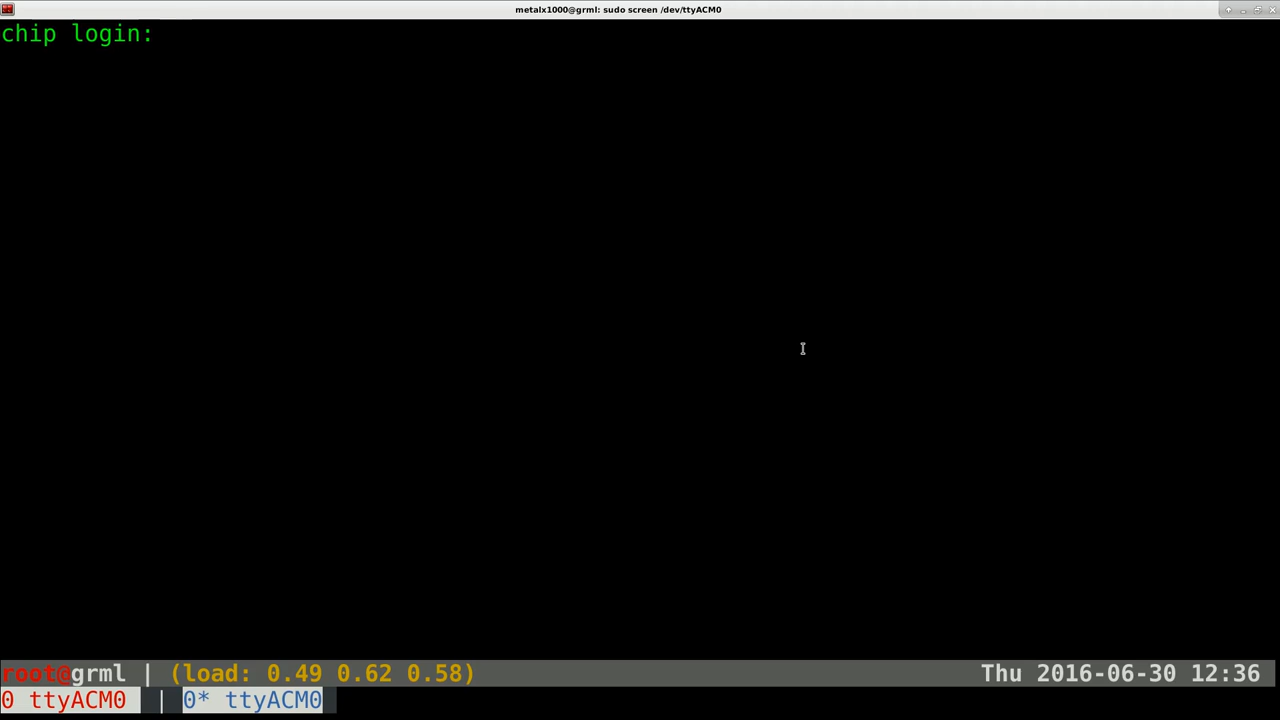 metalx1000@grml: sudo screen /dev/ttyACM0
chip login:
root@grml | (load: 0.49 0.62 0.58) Thu 2016-06-30 12:36
0 ttyACM0 | 0* ttyACM0